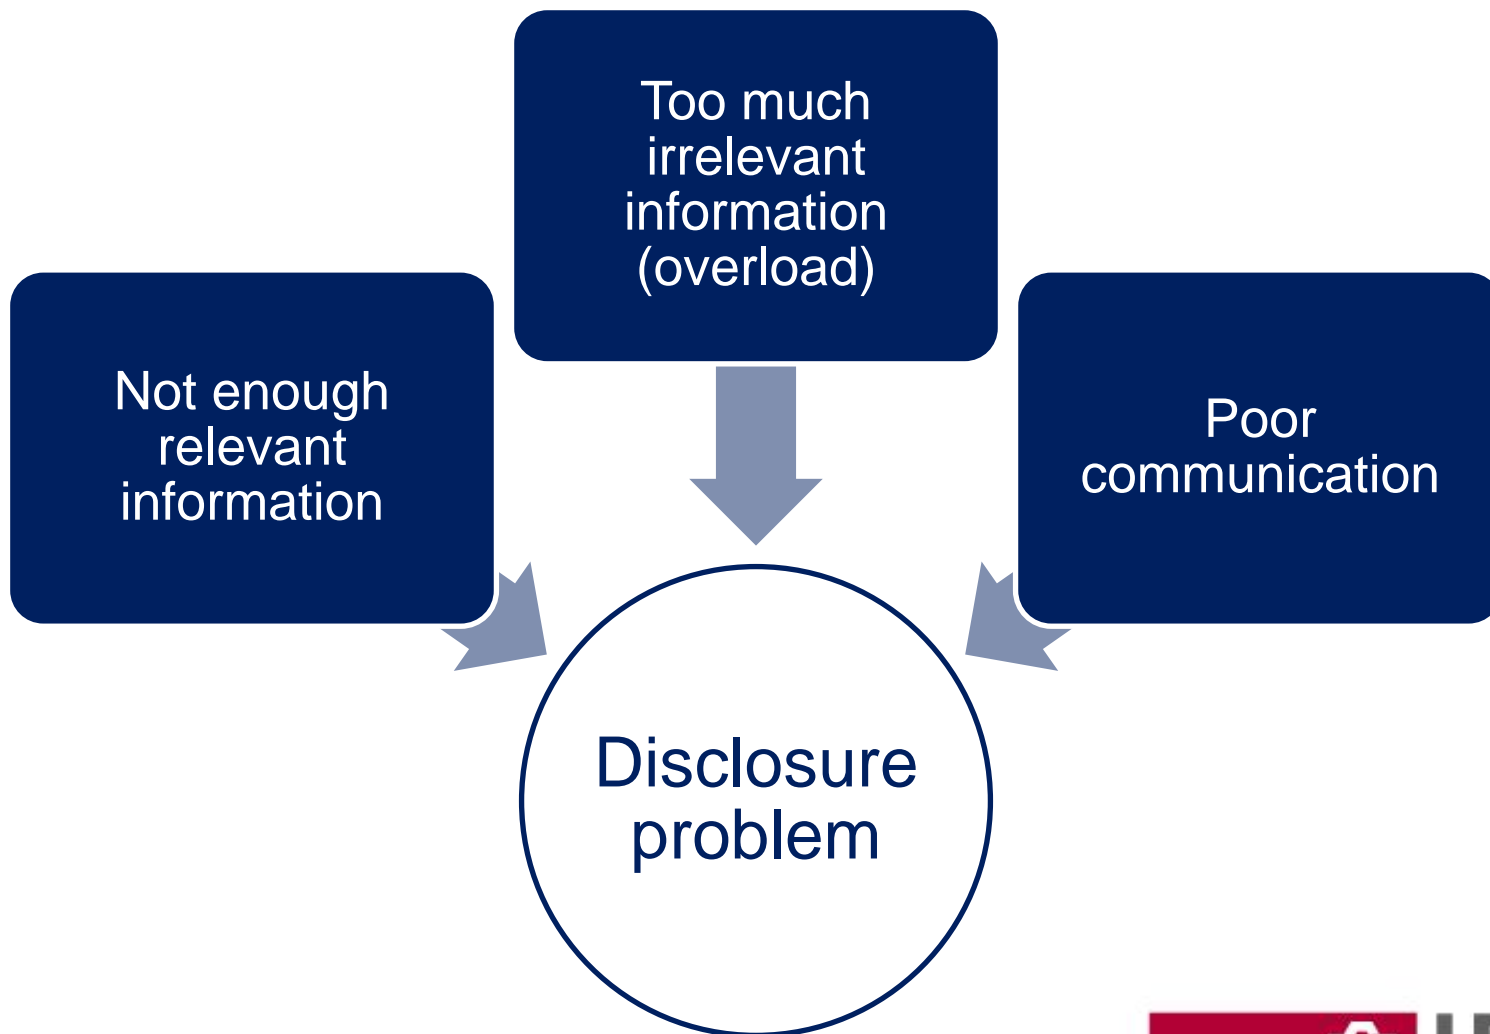 Too much
irrelevant
information
(overload)
Not enough
relevant
information
Poor
communication
Disclosure
problem